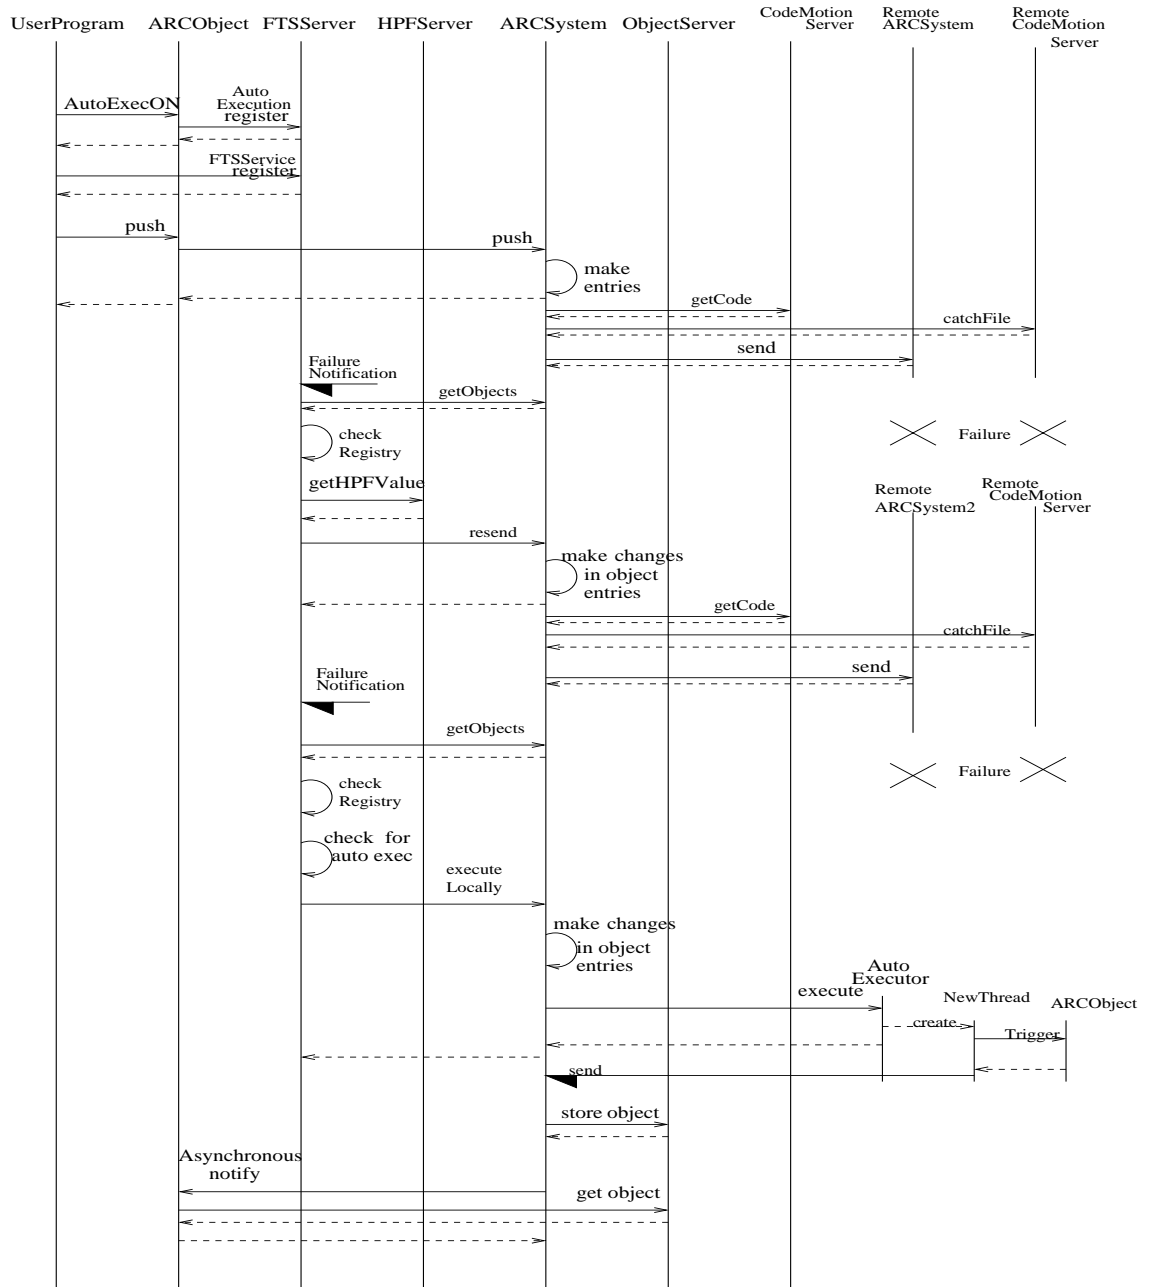 UserProgram
ARCObject
FTSServer
HPFServer
ARCSystem
ObjectServer
CodeMotion
Server
Remote
ARCSystem
Remote
CodeMotion
Server
AutoExecON
Auto
Execution
register
FTSService
register
push
push
make
entries
getCode
catchFile
send
Failure
Notification
getObjects
check
Registry
Failure
getHPFValue
Remote
ARCSystem2
Remote
CodeMotion
Server
resend
make changes
in object
entries
getCode
catchFile
send
Failure
Notification
getObjects
Failure
check
Registry
check for
auto exec
execute
Locally
make changes
in object
entries
Auto
Executor
execute
NewThread
ARCObject
create
Trigger
send
store object
Asynchronous
notify
get object